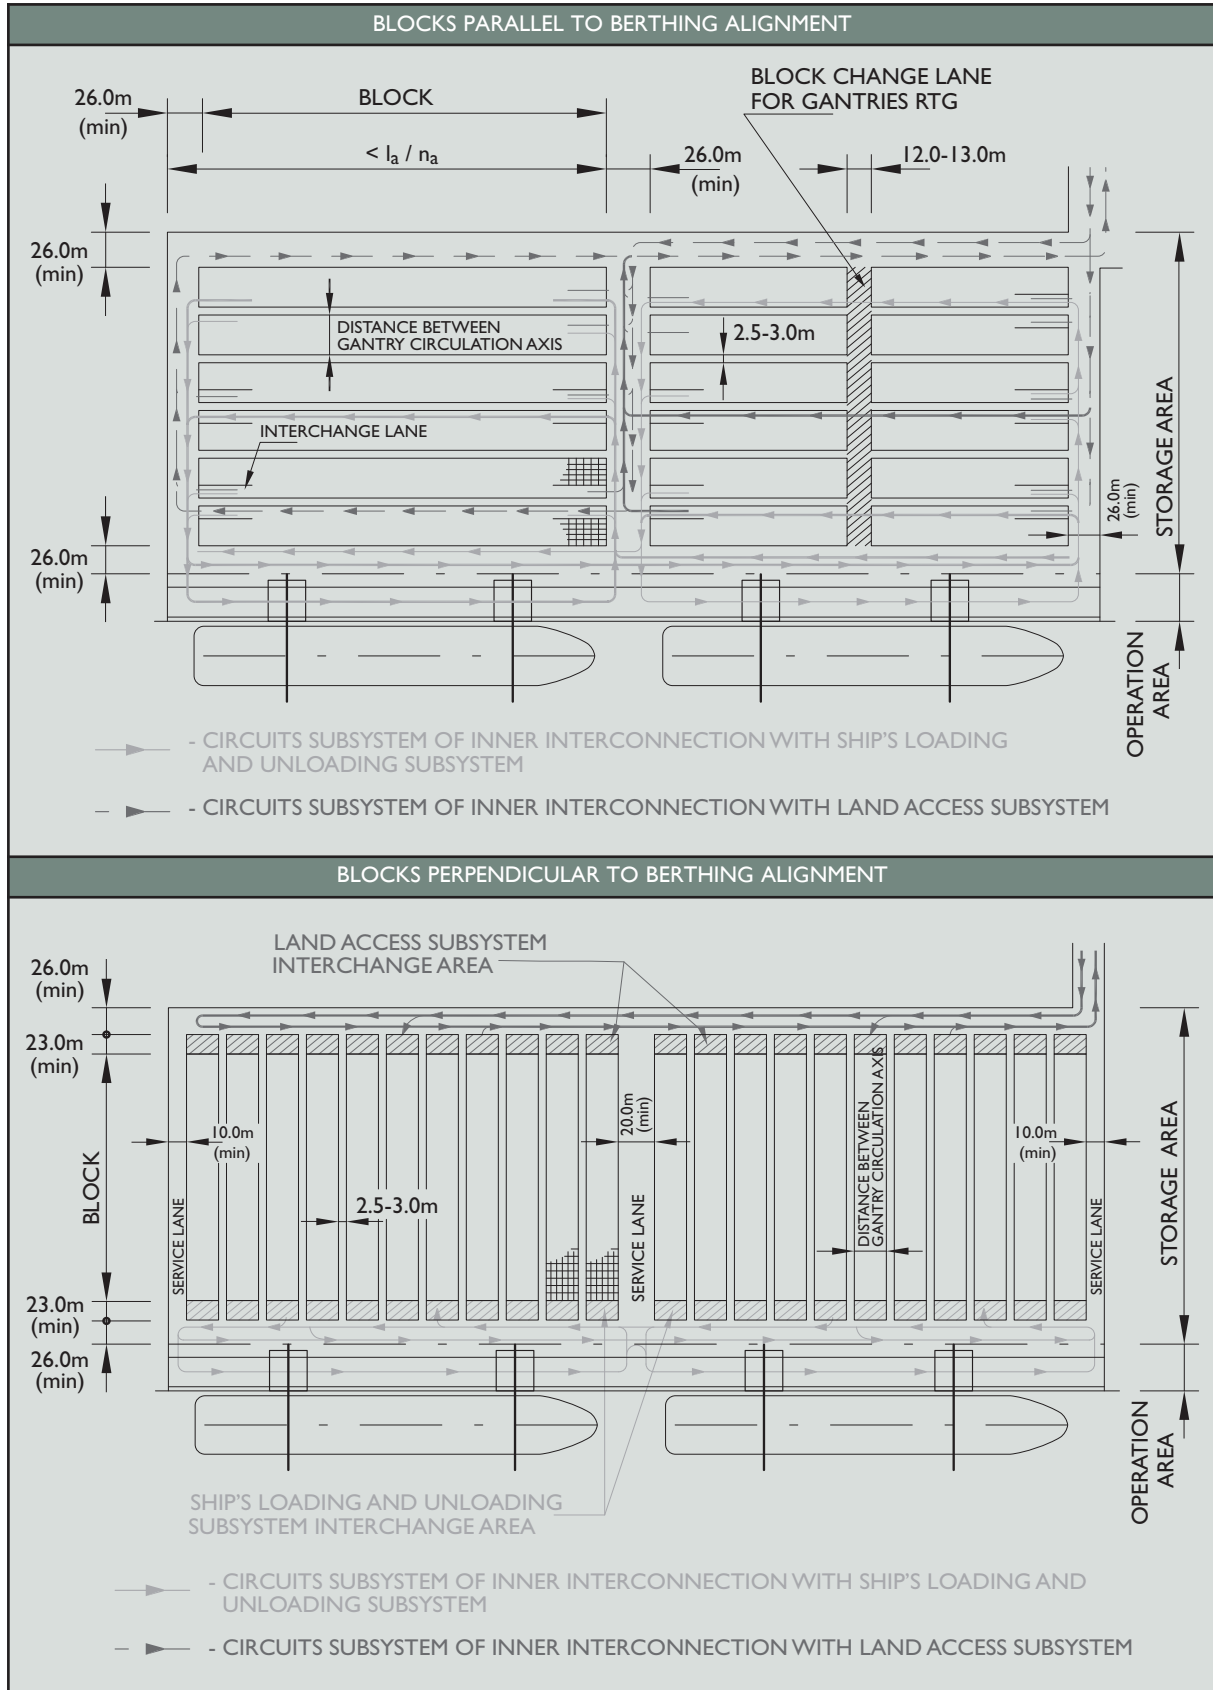 BLOCKS PARALLEL TO BERTHING ALIGNMENT
BLOCK CHANGE LANE
FOR GANTRIES RTG
26.0m
(min)
BLOCK
< la / na
26.0m
(min)
12.0-13.0m
26.0m
(min)
DISTANCE BETWEEN
GANTRY CIRCULATION AXIS
2.5-3.0m
INTERCHANGE LANE
STORAGE AREA
26.0m
(min)
26.0m
(min)
OPERATION
AREA
- CIRCUITS SUBSYSTEM OF INNER INTERCONNECTION WITH SHIP'S LOADING
AND UNLOADING SUBSYSTEM
- CIRCUITS SUBSYSTEM OF INNER INTERCONNECTION WITH LAND ACCESS SUBSYSTEM
BLOCKS PERPENDICULAR TO BERTHING ALIGNMENT
LAND ACCESS SUBSYSTEM
INTERCHANGE AREA
26.0m
(min)
23.0m
(min)
BLOCK
10.0m
(min)
SERVICE LANE
2.5-3.0m
20.0m
(min)
SERVICE LANE
DISTANCE BETWEEN
GANTRY CIRCULATION AXIS
10.0m
(min)
SERVICE LANE
STORAGE AREA
23.0m
(min)
26.0m
(min)
OPERATION
AREA
SHIP'S LOADING AND UNLOADING
SUBSYSTEM INTERCHANGE AREA
- CIRCUITS SUBSYSTEM OF INNER INTERCONNECTION WITH SHIP'S LOADING AND
UNLOADING SUBSYSTEM
- CIRCUITS SUBSYSTEM OF INNER INTERCONNECTION WITH LAND ACCESS SUBSYSTEM